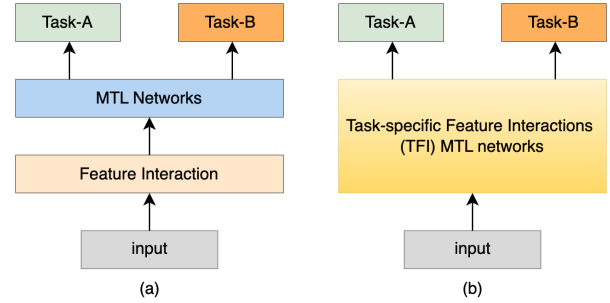 Task-A
Task-B
MTL Networks
Feature Interaction
input
(a)
Task-A
Task-B
Task-specific Feature Interactions
(TFI) MTL networks
input
(b)